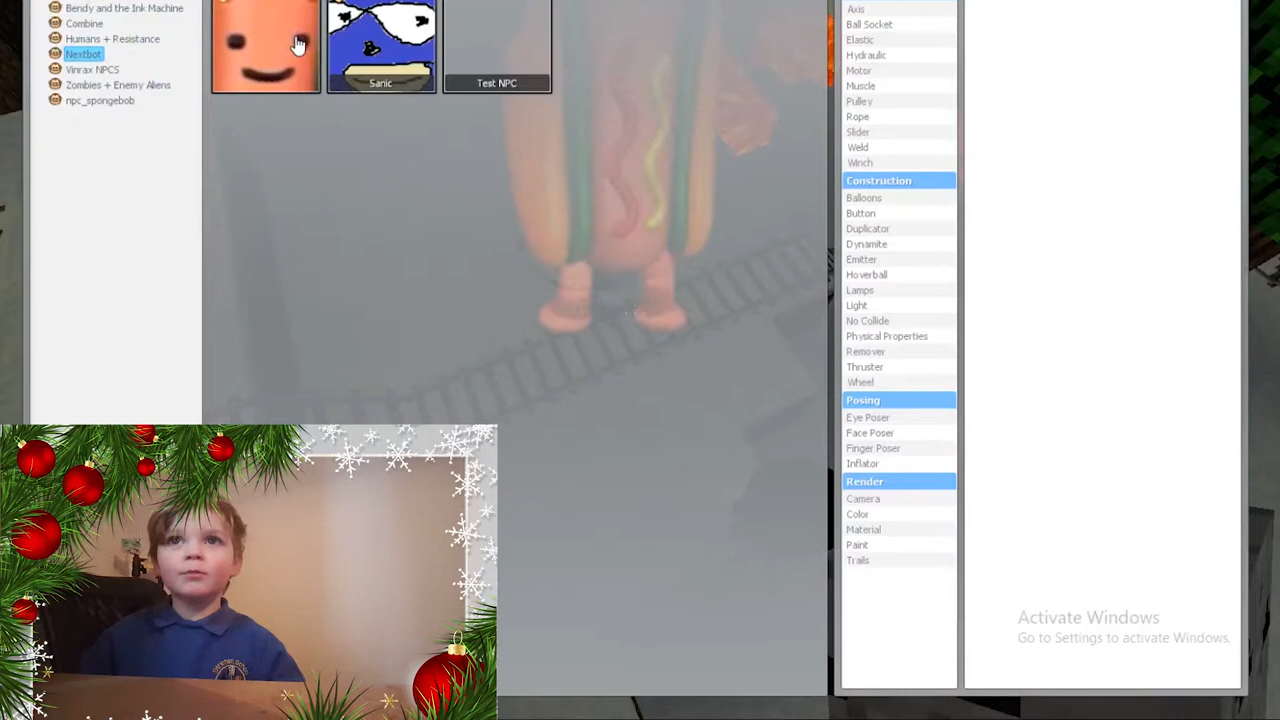 Bendy and the Ink Machine
Combine
Humans + Resistance
Nextbot
Vinrax NPCS
Zombies + Enemy Aliens
npc_spongebob
Sanic
Test NPC
Axis
Ball Socket
Elastic
Hydraulic
Motor
Muscle
Pulley
Rope
Slider
Weld
Winch
Construction
Balloons
Button
Duplicator
Dynamite
Emitter
Hoverball
Lamps
Light
No Collide
Physical Properties
Remover
Thruster
Wheel
Posing
Eye Poser
Face Poser
Finger Poser
Inflator
Render
Camera
Color
Material
Paint
Trails
Activate Windows
Go to Settings to activate Windows.